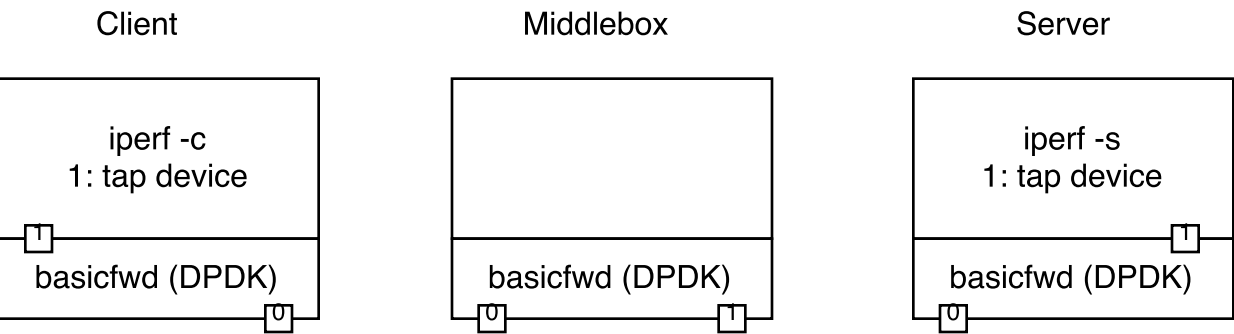 Client
Middlebox
Server
iperf -c
1: tap device
iperf -s
1: tap device
1
1
basicfwd (DPDK)
basicfwd (DPDK)
basicfwd (DPDK)
0
0
1
0